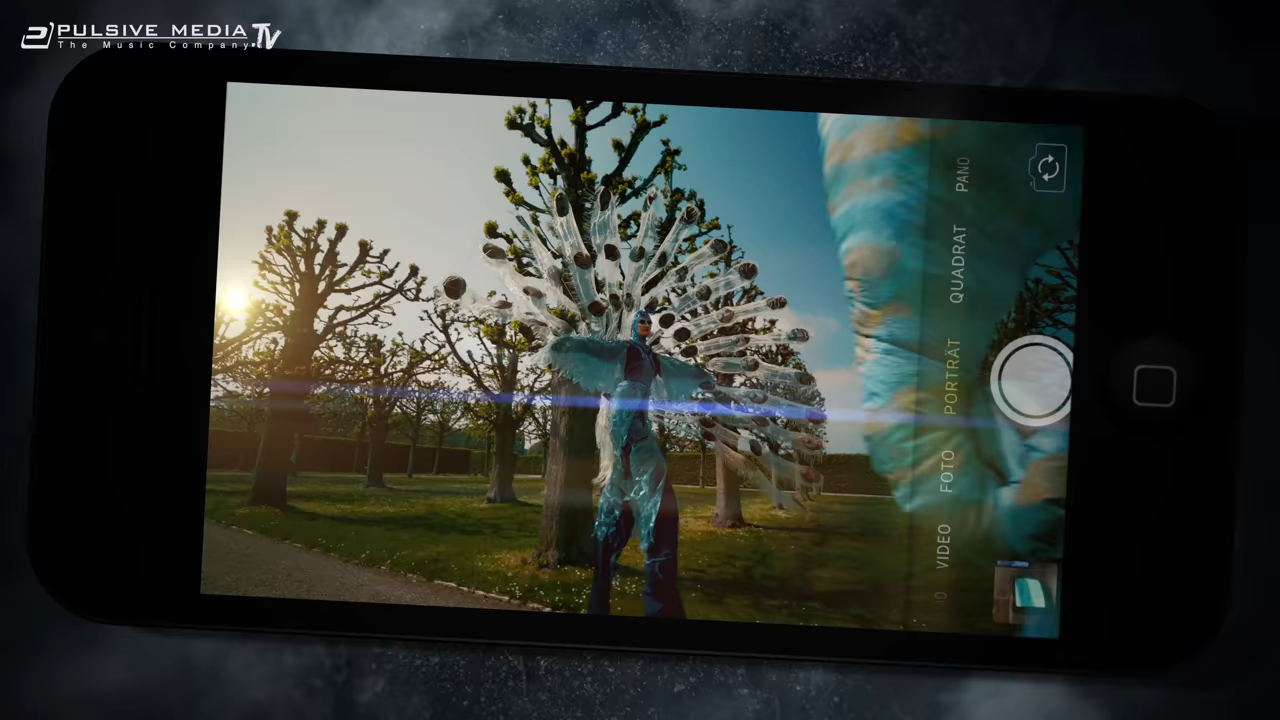 PULSIVE MEDIA TV
The Music Company
PANO
QUADRAT
PORTRÄT
FOTO
VIDEO